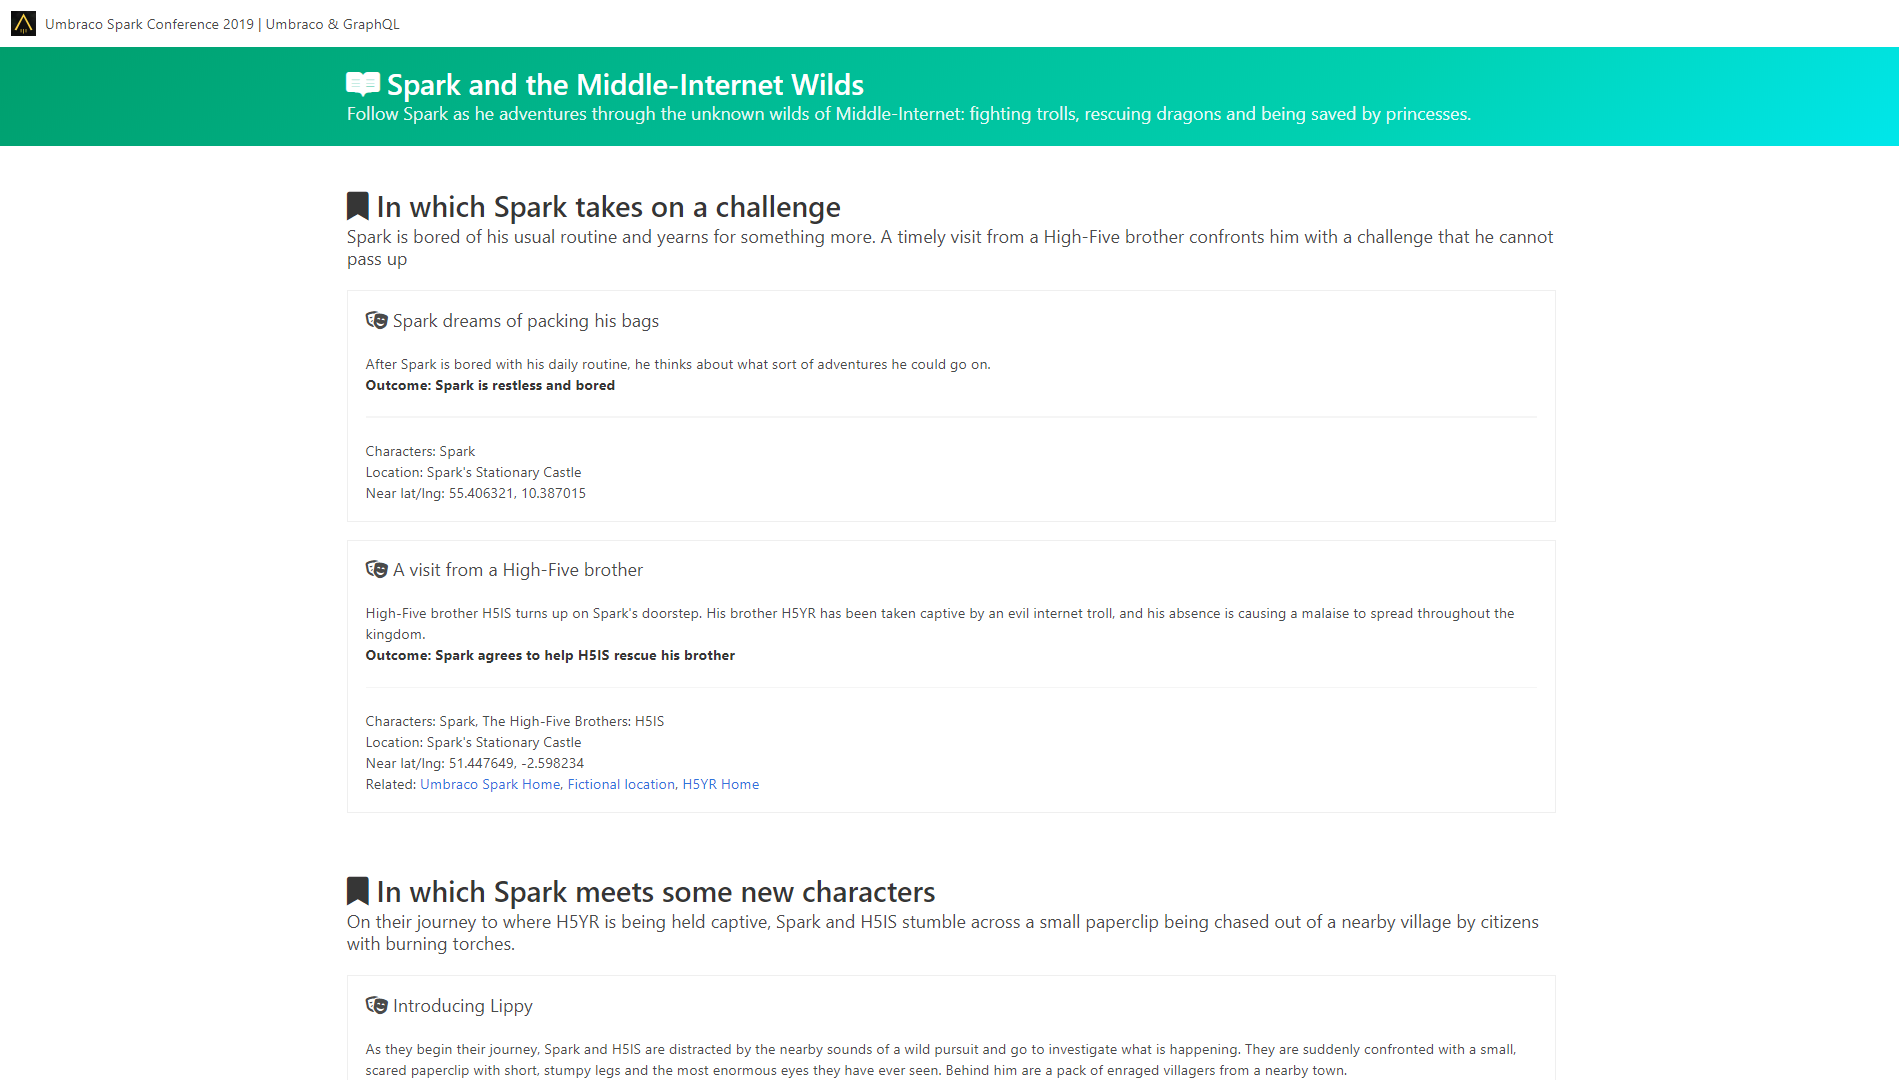 Umbraco Spark Conference 2019 | Umbraco & GraphQL
Spark and the Middle-Internet Wilds
Follow Spark as he adventures through the unknown wilds of Middle-Internet: fighting trolls, rescuing dragons and being saved by princesses.
In which Spark takes on a challenge
Spark is bored of his usual routine and yearns for something more. A timely visit from a High-Five brother confronts him with a challenge that he cannot
pass up
Spark dreams of packing his bags
After Spark is bored with his daily routine, he thinks about what sort of adventures he could go on.
Outcome: Spark is restless and bored
Characters: Spark
Location: Spark's Stationary Castle
Near lat/lng: 55.406321, 10.387015
A visit from a High-Five brother
High-Five brother H5IS turns up on Spark's doorstep. His brother H5YR has been taken captive by an evil internet troll, and his absence is causing a malaise to spread throughout the
kingdom.
Outcome: Spark agrees to help H5IS rescue his brother
Characters: Spark, The High-Five Brothers: H5IS
Location: Spark's Stationary Castle
Near lat/lng: 51.447649, -2.598234
Related: Umbraco Spark Home, Fictional location, H5YR Home
In which Spark meets some new characters
On their journey to where H5YR is being held captive, Spark and H5IS stumble across a small paperclip being chased out of a nearby village by citizens
with burning torches.
Introducing Lippy
As they begin their journey, Spark and H5IS are distracted by the nearby sounds of a wild pursuit and go to investigate what is happening. They are suddenly confronted with a small,
scared paperclip with short, stumpy legs and the most enormous eyes they have ever seen. Behind him are a pack of enraged villagers from a nearby town.